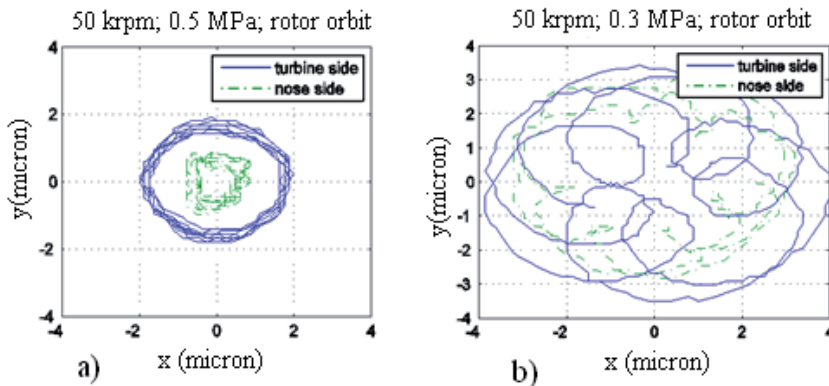 50 krpm; 0.5 MPa; rotor orbit
4
2
0
-2
-4
-4
-2
0
2
4
y(micron)
x (micron)
turbine side
nose side
a)
50 krpm; 0.3 MPa; rotor orbit
4
3
2
1
0
-1
-2
-3
-4
-4
-2
0
2
4
y(micron)
x (micron)
turbine side
nose side
b)